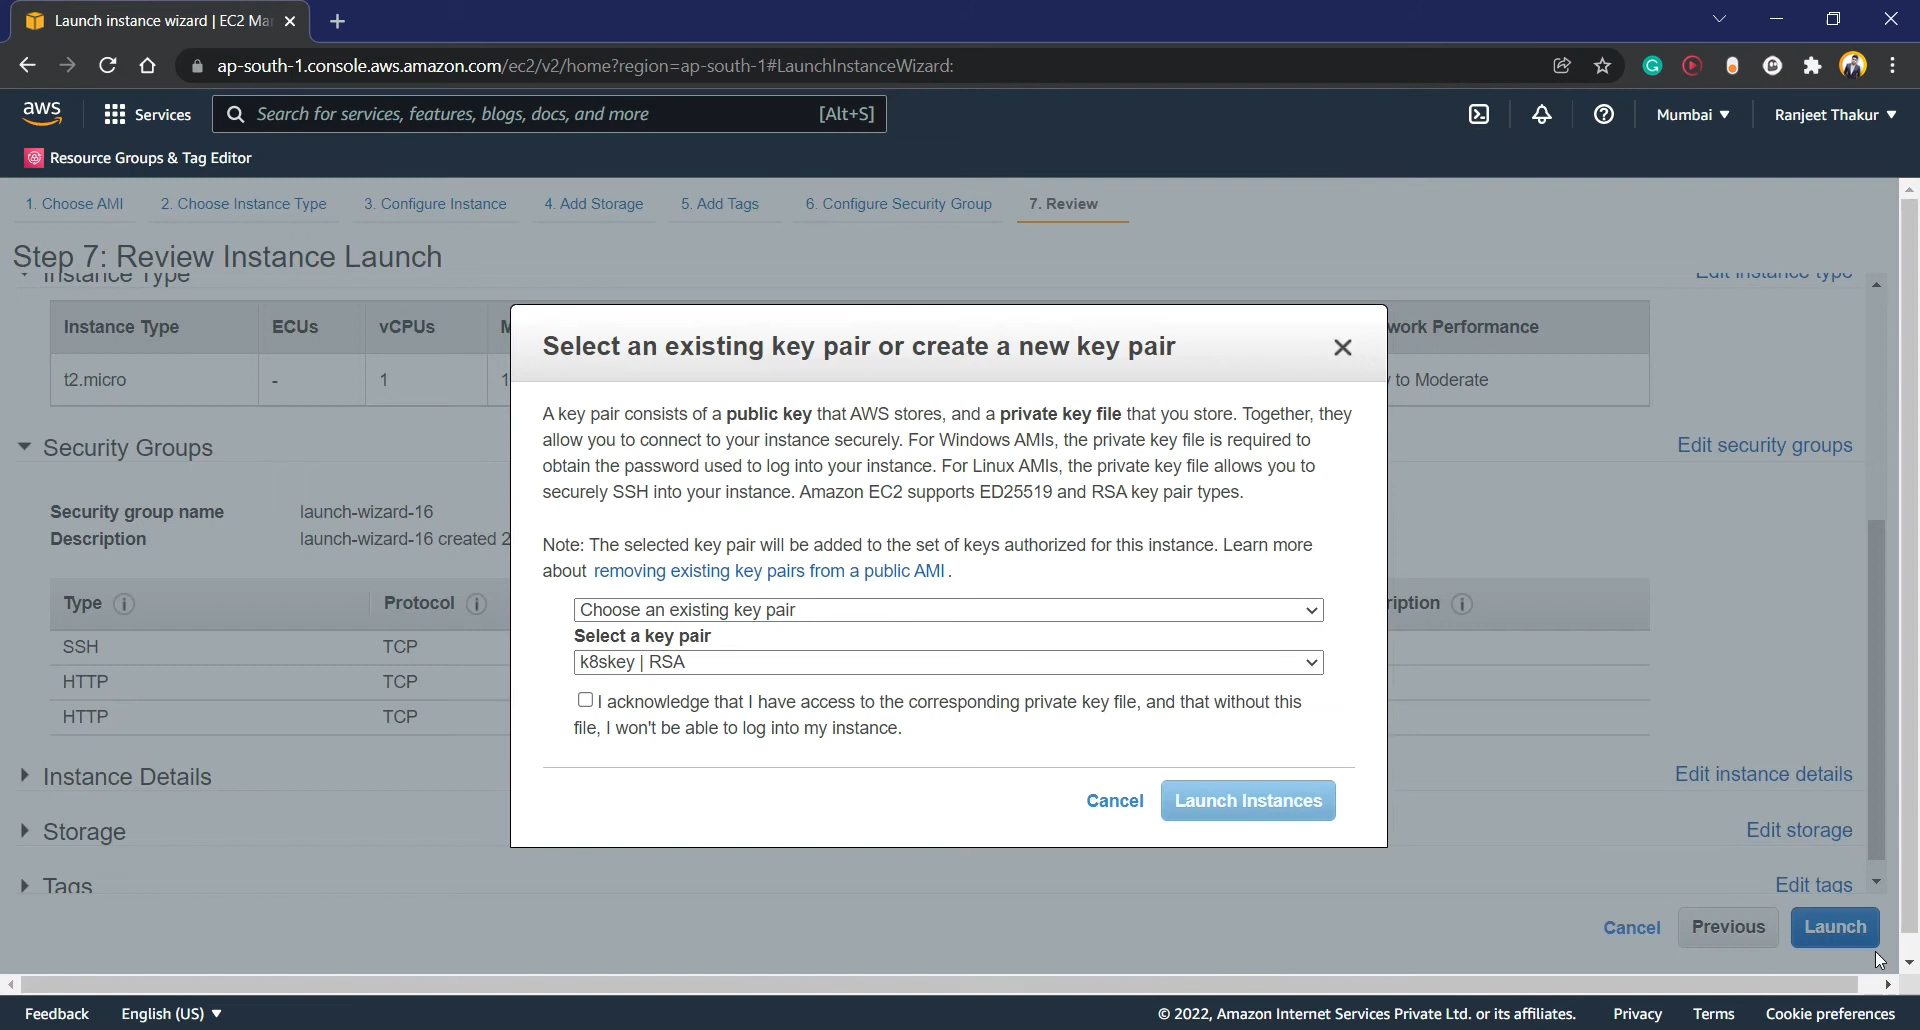 Launch instance wizard | EC2 Ma
ap-south-1.console.aws.amazon.com/ec2/v2/home?region=ap-south-1#LaunchInstanceWizard:
aws
Services
Search for services, features, blogs, docs, and more
[Alt+S]
Mumbai
Ranjeet Thakur
Resource Groups & Tag Editor
1. Choose AMI
2. Choose Instance Type
3. Configure Instance
4. Add Storage
5. Add Tags
6. Configure Security Group
7. Review
Step 7: Review Instance Launch
Instance Type
Edit instance type
Instance Type
ECUs
vCPUs
work Performance
t2.micro
-
1
to Moderate
Security Groups
Edit security groups
Security group name
launch-wizard-16
Description
launch-wizard-16 created 2
Type
Protocol
ription
SSH
TCP
HTTP
TCP
HTTP
TCP
Instance Details
Edit instance details
Storage
Edit storage
Tags
Edit tags
Select an existing key pair or create a new key pair
A key pair consists of a public key that AWS stores, and a private key file that you store. Together, they
allow you to connect to your instance securely. For Windows AMIs, the private key file is required to
obtain the password used to log into your instance. For Linux AMIs, the private key file allows you to
securely SSH into your instance. Amazon EC2 supports ED25519 and RSA key pair types.
Note: The selected key pair will be added to the set of keys authorized for this instance. Learn more
about removing existing key pairs from a public AMI.
Choose an existing key pair
Select a key pair
k8skey | RSA
I acknowledge that I have access to the corresponding private key file, and that without this
file, I won't be able to log into my instance.
Cancel
Launch Instances
Cancel
Previous
Launch
Feedback
English (US)
© 2022, Amazon Internet Services Private Ltd. or its affiliates.
Privacy
Terms
Cookie preferences